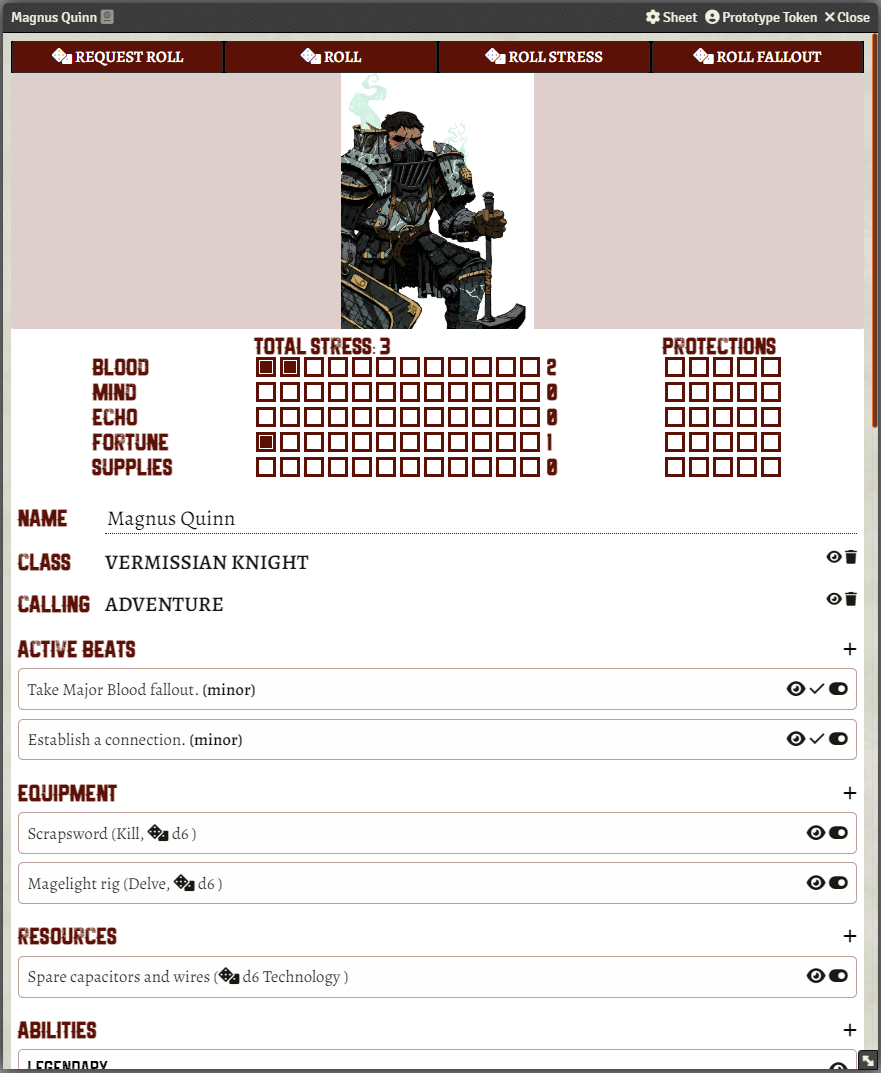 Magnus Quinn
Sheet Prototype Token Close
REQUEST ROLL ROLL ROLL STRESS ROLL FALLOUT
TOTAL STRESS: 3 PROTECTIONS
BLOOD 2
MIND 0
ECHO 0
FORTUNE 1
SUPPLIES 0
NAME Magnus Quinn
CLASS VERMISSIAN KNIGHT
CALLING ADVENTURE
ACTIVE BEATS +
Take Major Blood fallout. (minor)
Establish a connection. (minor)
EQUIPMENT +
Scrapsword (Kill, d6 )
Magelight rig (Delve, d6 )
RESOURCES +
Spare capacitors and wires ( d6 Technology )
ABILITIES +
LEGENDARY